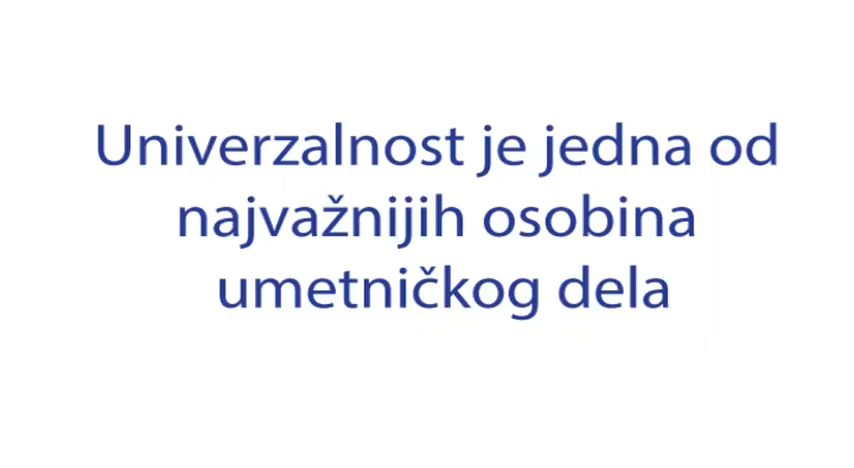 Univerzalnost je jedna od
najvažnijih osobina
umetničkog dela